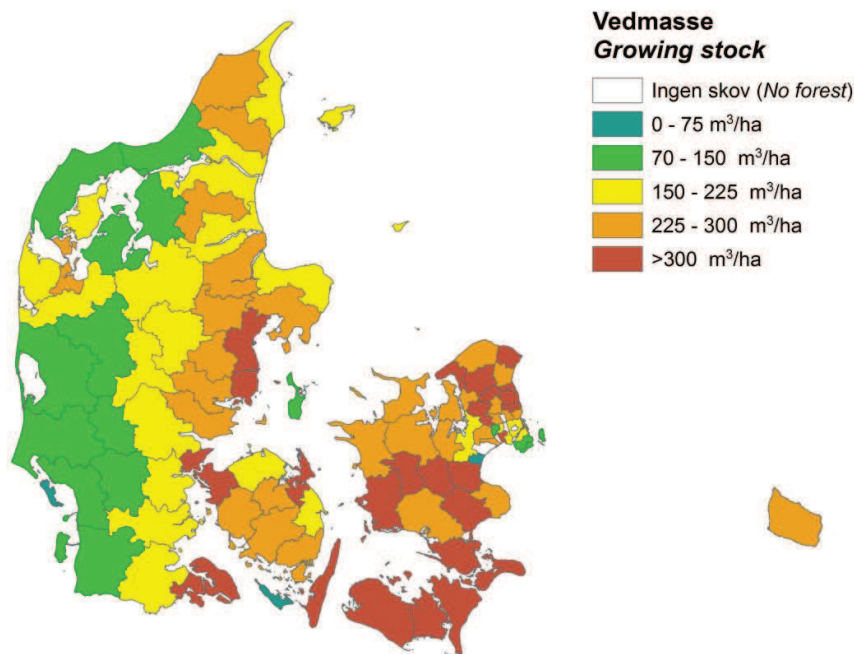 Vedmasse
Growing stock
Ingen skov (No forest)
0 - 75 m³/ha
70 - 150 m³/ha
150 - 225 m³/ha
225 - 300 m³/ha
>300 m³/ha